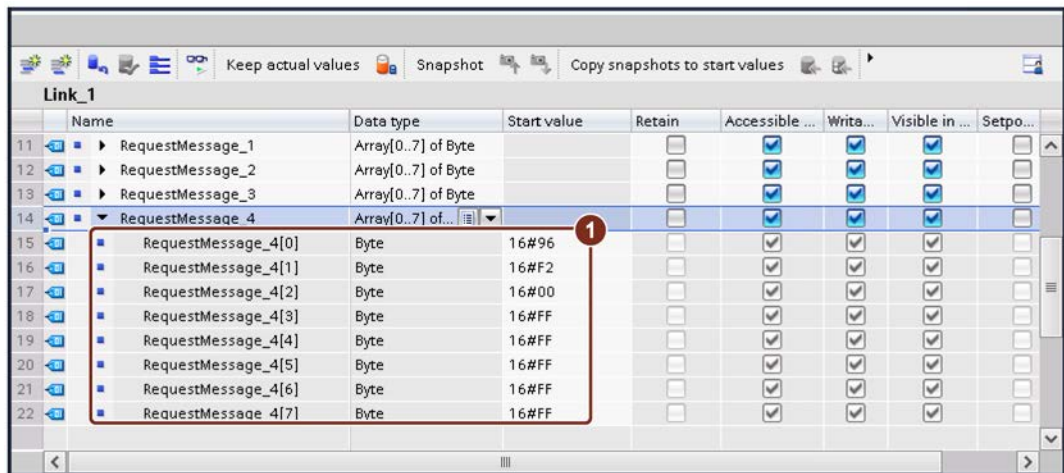 Keep actual values Snapshot Copy snapshots to start values
Link_1
Name Data type Start value Retain Accessible ... Writa... Visible in ... Setpo...
11 RequestMessage_1 Array[0..7] of Byte
12 RequestMessage_2 Array[0..7] of Byte
13 RequestMessage_3 Array[0..7] of Byte
14 RequestMessage_4 Array[0..7] of...
1
15 RequestMessage_4[0] Byte 16#96
16 RequestMessage_4[1] Byte 16#F2
17 RequestMessage_4[2] Byte 16#00
18 RequestMessage_4[3] Byte 16#FF
19 RequestMessage_4[4] Byte 16#FF
20 RequestMessage_4[5] Byte 16#FF
21 RequestMessage_4[6] Byte 16#FF
22 RequestMessage_4[7] Byte 16#FF